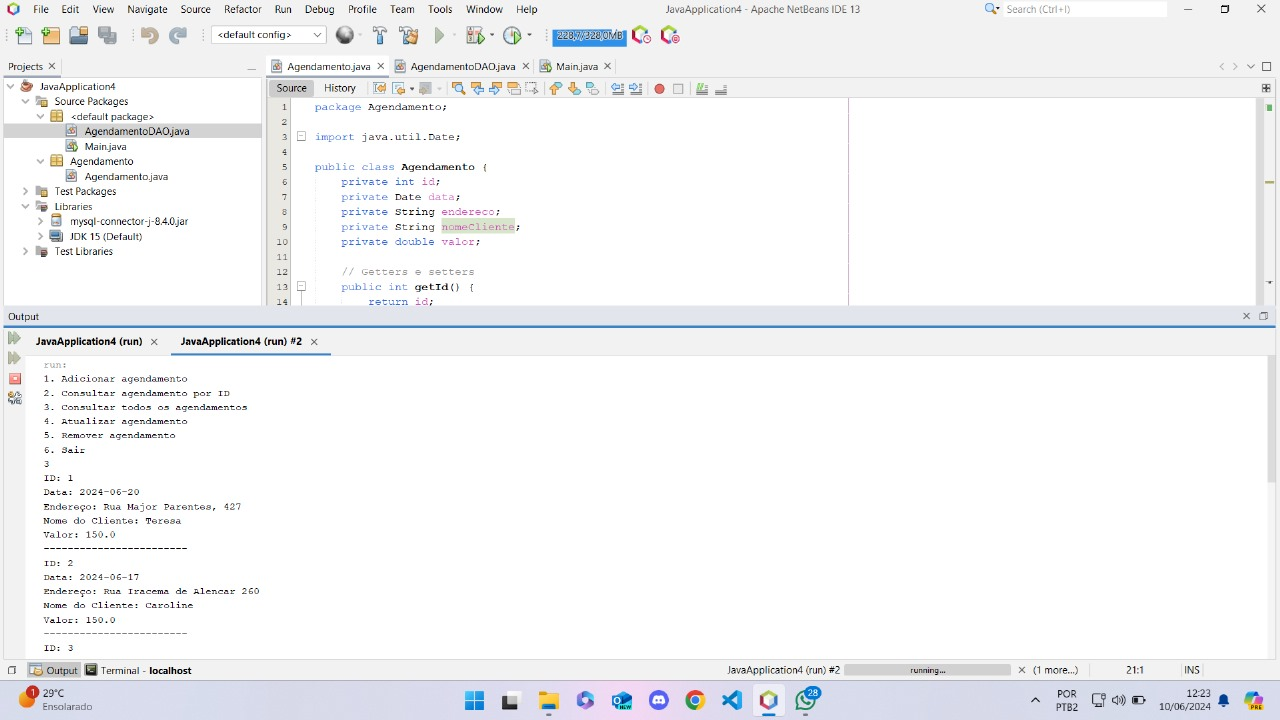 File Edit View Navigate Source Refactor Run Debug Profile Team Tools Window Help
JavaApplication4 - Apache NetBeans IDE 13
Search (Ctrl+I)
<default config>
228,7/328,0MB
Projects
Agendamento.java
AgendamentoDAO.java
Main.java
JavaApplication4
Source Packages
<default package>
AgendamentoDAO.java
Main.java
Agendamento
Agendamento.java
Test Packages
Libraries
mysql-connector-j-8.4.0.jar
JDK 15 (Default)
Test Libraries
Source History
1 package Agendamento;
2
3 import java.util.Date;
4
5 public class Agendamento {
6 private int id;
7 private Date data;
8 private String endereco;
9 private String nomeCliente;
10 private double valor;
11
12 // Getters e setters
13 public int getId() {
14 return id;
Output
JavaApplication4 (run)
JavaApplication4 (run) #2
run:
1. Adicionar agendamento
2. Consultar agendamento por ID
3. Consultar todos os agendamentos
4. Atualizar agendamento
5. Remover agendamento
6. Sair
3
ID: 1
Data: 2024-06-20
Endereço: Rua Major Parentes, 427
Nome do Cliente: Teresa
Valor: 150.0
------------------------
ID: 2
Data: 2024-06-17
Endereço: Rua Iracema de Alencar 260
Nome do Cliente: Caroline
Valor: 150.0
------------------------
ID: 3
Output
Terminal - localhost
JavaApplication4 (run) #2
running...
(1 more...)
21:1
INS
1
29°C
Ensolarado
NEW
28
POR
PTB2
12:23
10/06/2024
PRE